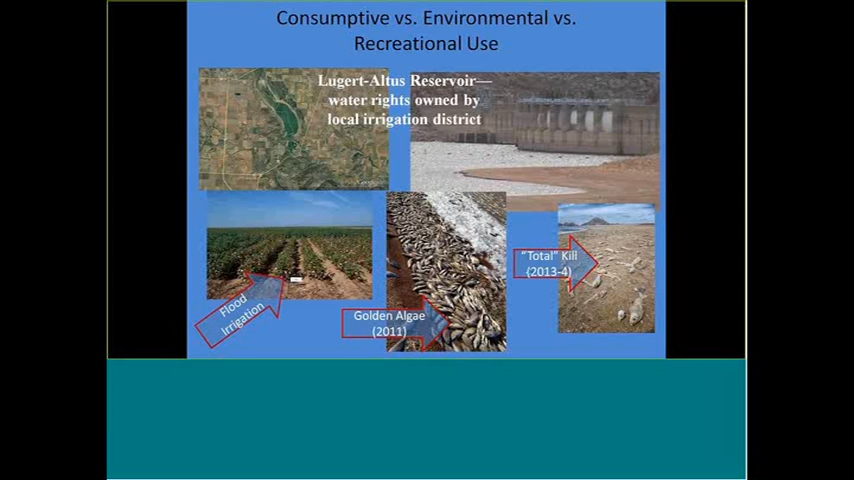 Consumptive vs. Environmental vs.
Recreational Use
Lugert-Altus Reservoir—
water rights owned by
local irrigation district
"Total" Kill
(2013-4)
Flood
Irrigation
Golden Algae
(2011)